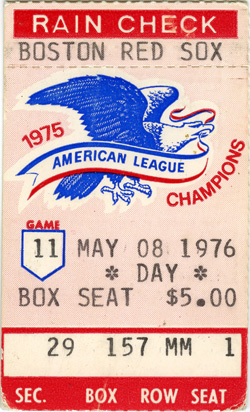 RAIN CHECK
BOSTON RED SOX
1975
AMERICAN LEAGUE
CHAMPIONS
GAME
11 MAY 08 1976
* DAY *
BOX SEAT $5.00
29 157 MM 1
SEC. BOX ROW SEAT